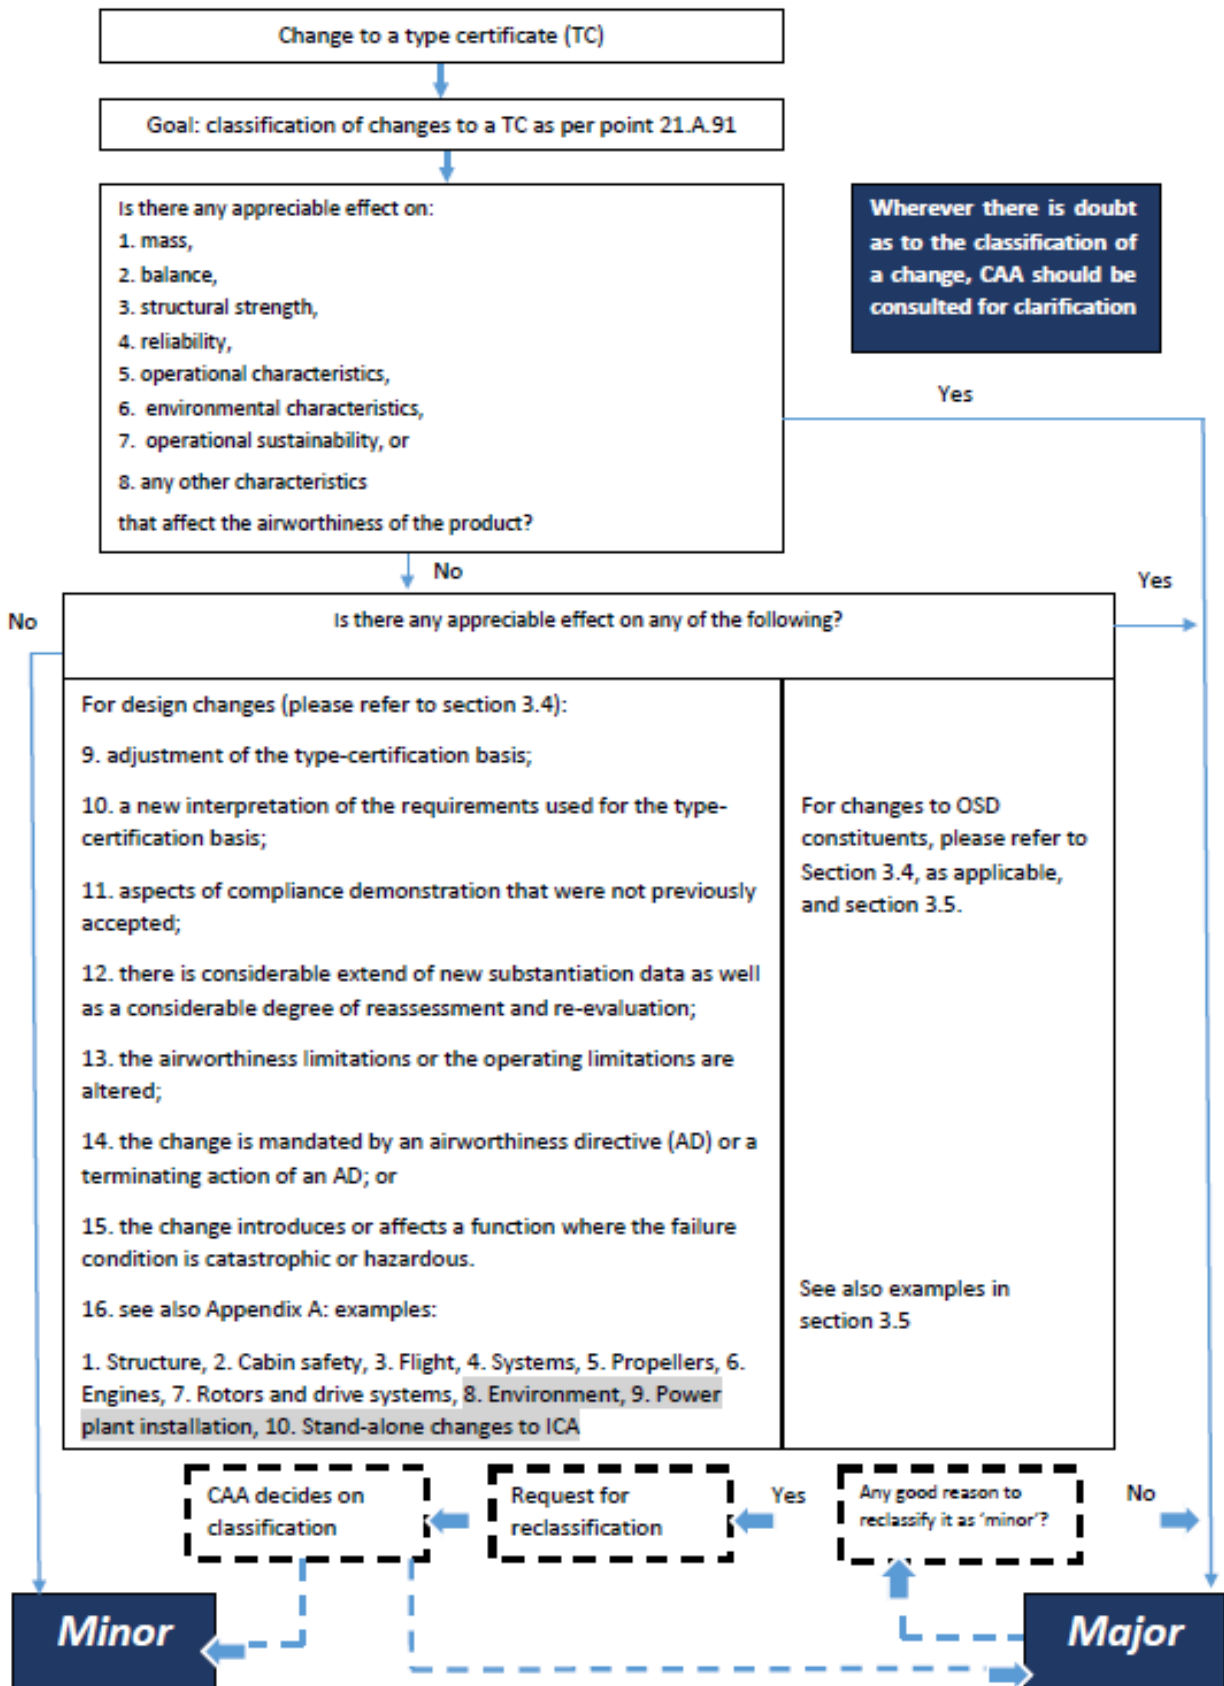 Change to a type certificate (TC)
Goal: classification of changes to a TC as per point 21.A.91
Is there any appreciable effect on:
1. mass,
2. balance,
3. structural strength,
4. reliability,
5. operational characteristics,
6. environmental characteristics,
7. operational sustainability, or
8. any other characteristics
that affect the airworthiness of the product?
Wherever there is doubt
as to the classification of
a change, CAA should be
consulted for clarification
Yes
No
Yes
No
Is there any appreciable effect on any of the following?
For design changes (please refer to section 3.4):
9. adjustment of the type-certification basis;
10. a new interpretation of the requirements used for the type-
certification basis;
11. aspects of compliance demonstration that were not previously
accepted;
12. there is considerable extend of new substantiation data as well
as a considerable degree of reassessment and re-evaluation;
13. the airworthiness limitations or the operating limitations are
altered;
14. the change is mandated by an airworthiness directive (AD) or a
terminating action of an AD; or
15. the change introduces or affects a function where the failure
condition is catastrophic or hazardous.
16. see also Appendix A: examples:
1. Structure, 2. Cabin safety, 3. Flight, 4. Systems, 5. Propellers, 6.
Engines, 7. Rotors and drive systems, 8. Environment, 9. Power
plant installation, 10. Stand-alone changes to ICA
For changes to OSD
constituents, please refer to
Section 3.4, as applicable,
and section 3.5.
See also examples in
section 3.5
CAA decides on
classification
Request for
reclassification
Yes
Any good reason to
reclassify it as 'minor'?
No
Minor
Major